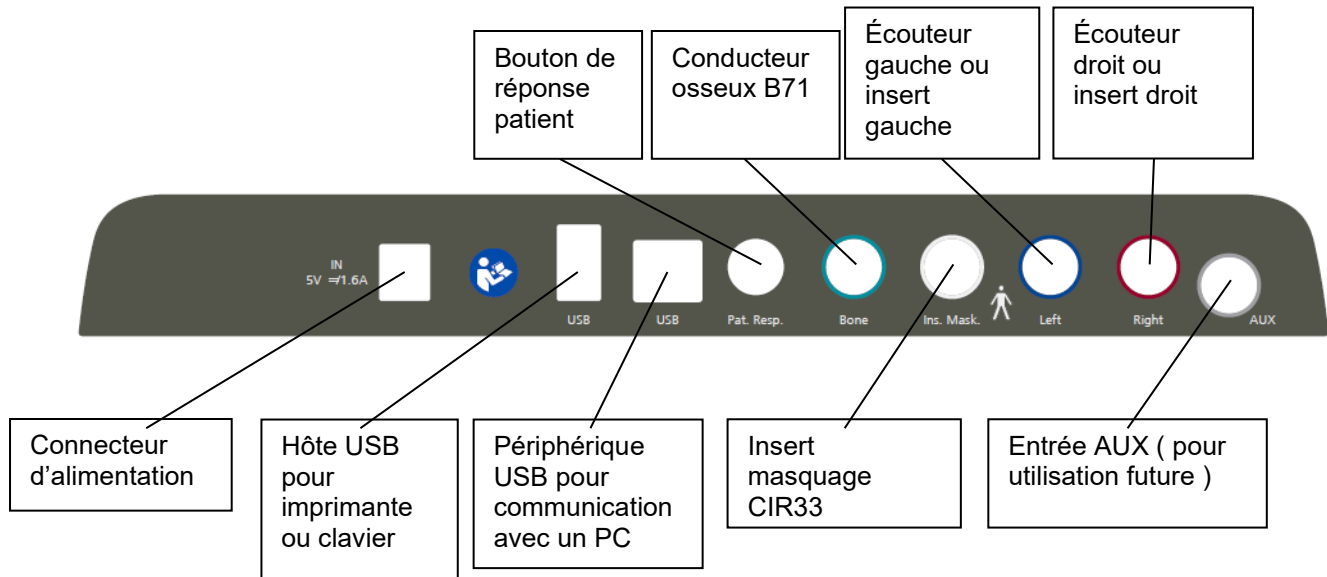 Bouton de
réponse
patient
Conducteur
osseux B71
Écouteur
gauche ou
insert
gauche
Écouteur
droit ou
insert droit
IN
5V ⎓/1.6A
USB
USB
Pat. Resp.
Bone
Ins. Mask.
Left
Right
AUX
Connecteur
d’alimentation
Hôte USB
pour
imprimante
ou clavier
Périphérique
USB pour
communication
avec un PC
Insert
masquage
CIR33
Entrée AUX ( pour
utilisation future )